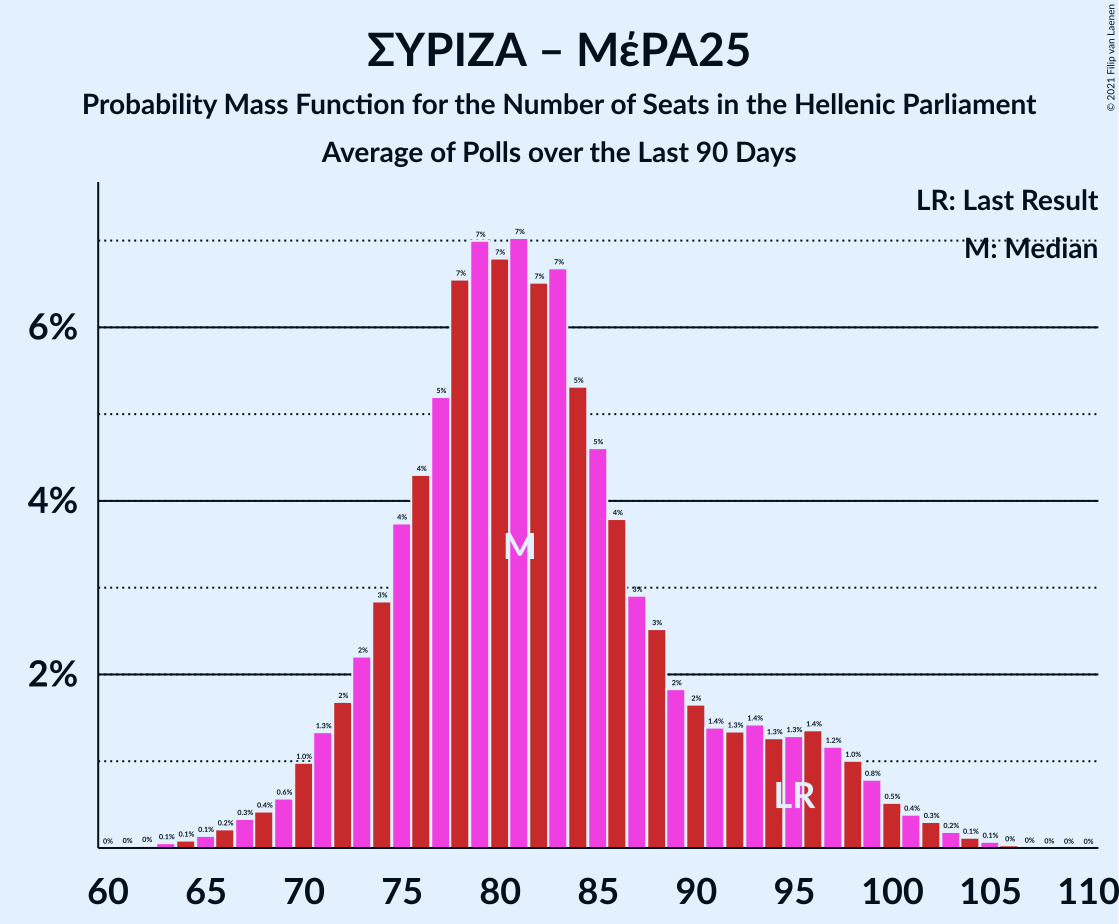 ΣΥΡΙΖΑ – ΜέΡΑ25
Probability Mass Function for the Number of Seats in the Hellenic Parliament
Average of Polls over the Last 90 Days
© 2021 Filip van Laenen
LR: Last Result
M: Median
6%
4%
2%
0% 0% 0% 0.1% 0.1% 0.1% 0.2% 0.3% 0.4% 0.6% 1.0% 1.3% 2% 2% 3% 4% 4% 5% 7% 7% 7% 7% 7% 7% 5% 5% 4% 3% 3% 2% 2% 1.4% 1.3% 1.4% 1.3% 1.3% 1.4% 1.2% 1.0% 0.8% 0.5% 0.4% 0.3% 0.2% 0.1% 0.1% 0% 0% 0% 0% 0%
M
LR
60 65 70 75 80 85 90 95 100 105 110